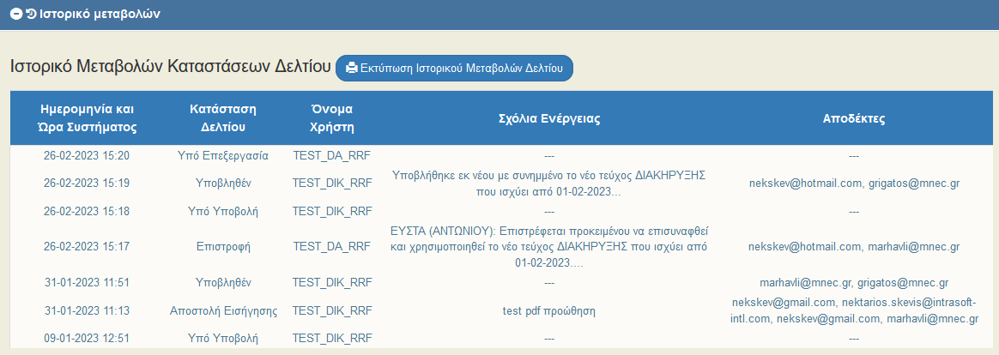 Ιστορικό μεταβολών
Ιστορικό Μεταβολών Καταστάσεων Δελτίου Εκτύπωση Ιστορικού Μεταβολών Δελτίου
Ημερομηνία και Ώρα Συστήματος Κατάσταση Δελτίου Όνομα Χρήστη Σχόλια Ενέργειας Αποδέκτες
26-02-2023 15:20 Υπό Επεξεργασία TEST_DA_RRF --- ---
26-02-2023 15:19 Υποβληθέν TEST_DIK_RRF Υποβλήθηκε εκ νέου με συνημμένο το νέο τεύχος ΔΙΑΚΗΡΥΞΗΣ
που ισχύει από 01-02-2023... nekskev@hotmail.com, grigatos@mnec.gr
26-02-2023 15:18 Υπό Υποβολή TEST_DIK_RRF --- ---
26-02-2023 15:17 Επιστροφή TEST_DA_RRF ΕΥΣΤΑ (ΑΝΤΩΝΙΟΥ): Επιστρέφεται προκειμένου να επισυναφθεί
και χρησιμοποιηθεί το νέο τεύχος ΔΙΑΚΗΡΥΞΗΣ που ισχύει από
01-02-2023.... nekskev@hotmail.com, marhavli@mnec.gr
31-01-2023 11:51 Υποβληθέν TEST_DIK_RRF --- marhavli@mnec.gr, grigatos@mnec.gr
31-01-2023 11:13 Αποστολή Εισήγησης TEST_DIK_RRF test pdf προώθηση nekskev@gmail.com, nektarios.skevis@intrasoft-
intl.com, nekskev@gmail.com, marhavli@mnec.gr
09-01-2023 12:51 Υπό Υποβολή TEST_DIK_RRF --- ---